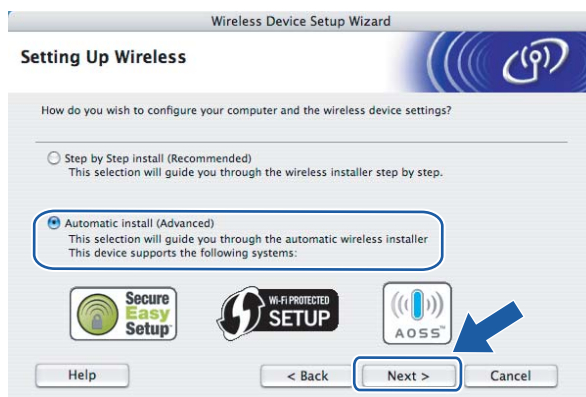 Wireless Device Setup Wizard
Setting Up Wireless
How do you wish to configure your computer and the wireless device settings?
Step by Step install (Recommended)
This selection will guide you through the wireless installer step by step.
Automatic install (Advanced)
This selection will guide you through the automatic wireless installer
This device supports the following systems:
Secure
Easy
Setup
Wi-Fi PROTECTED
SETUP
AOSS™
Help
< Back
Next >
Cancel